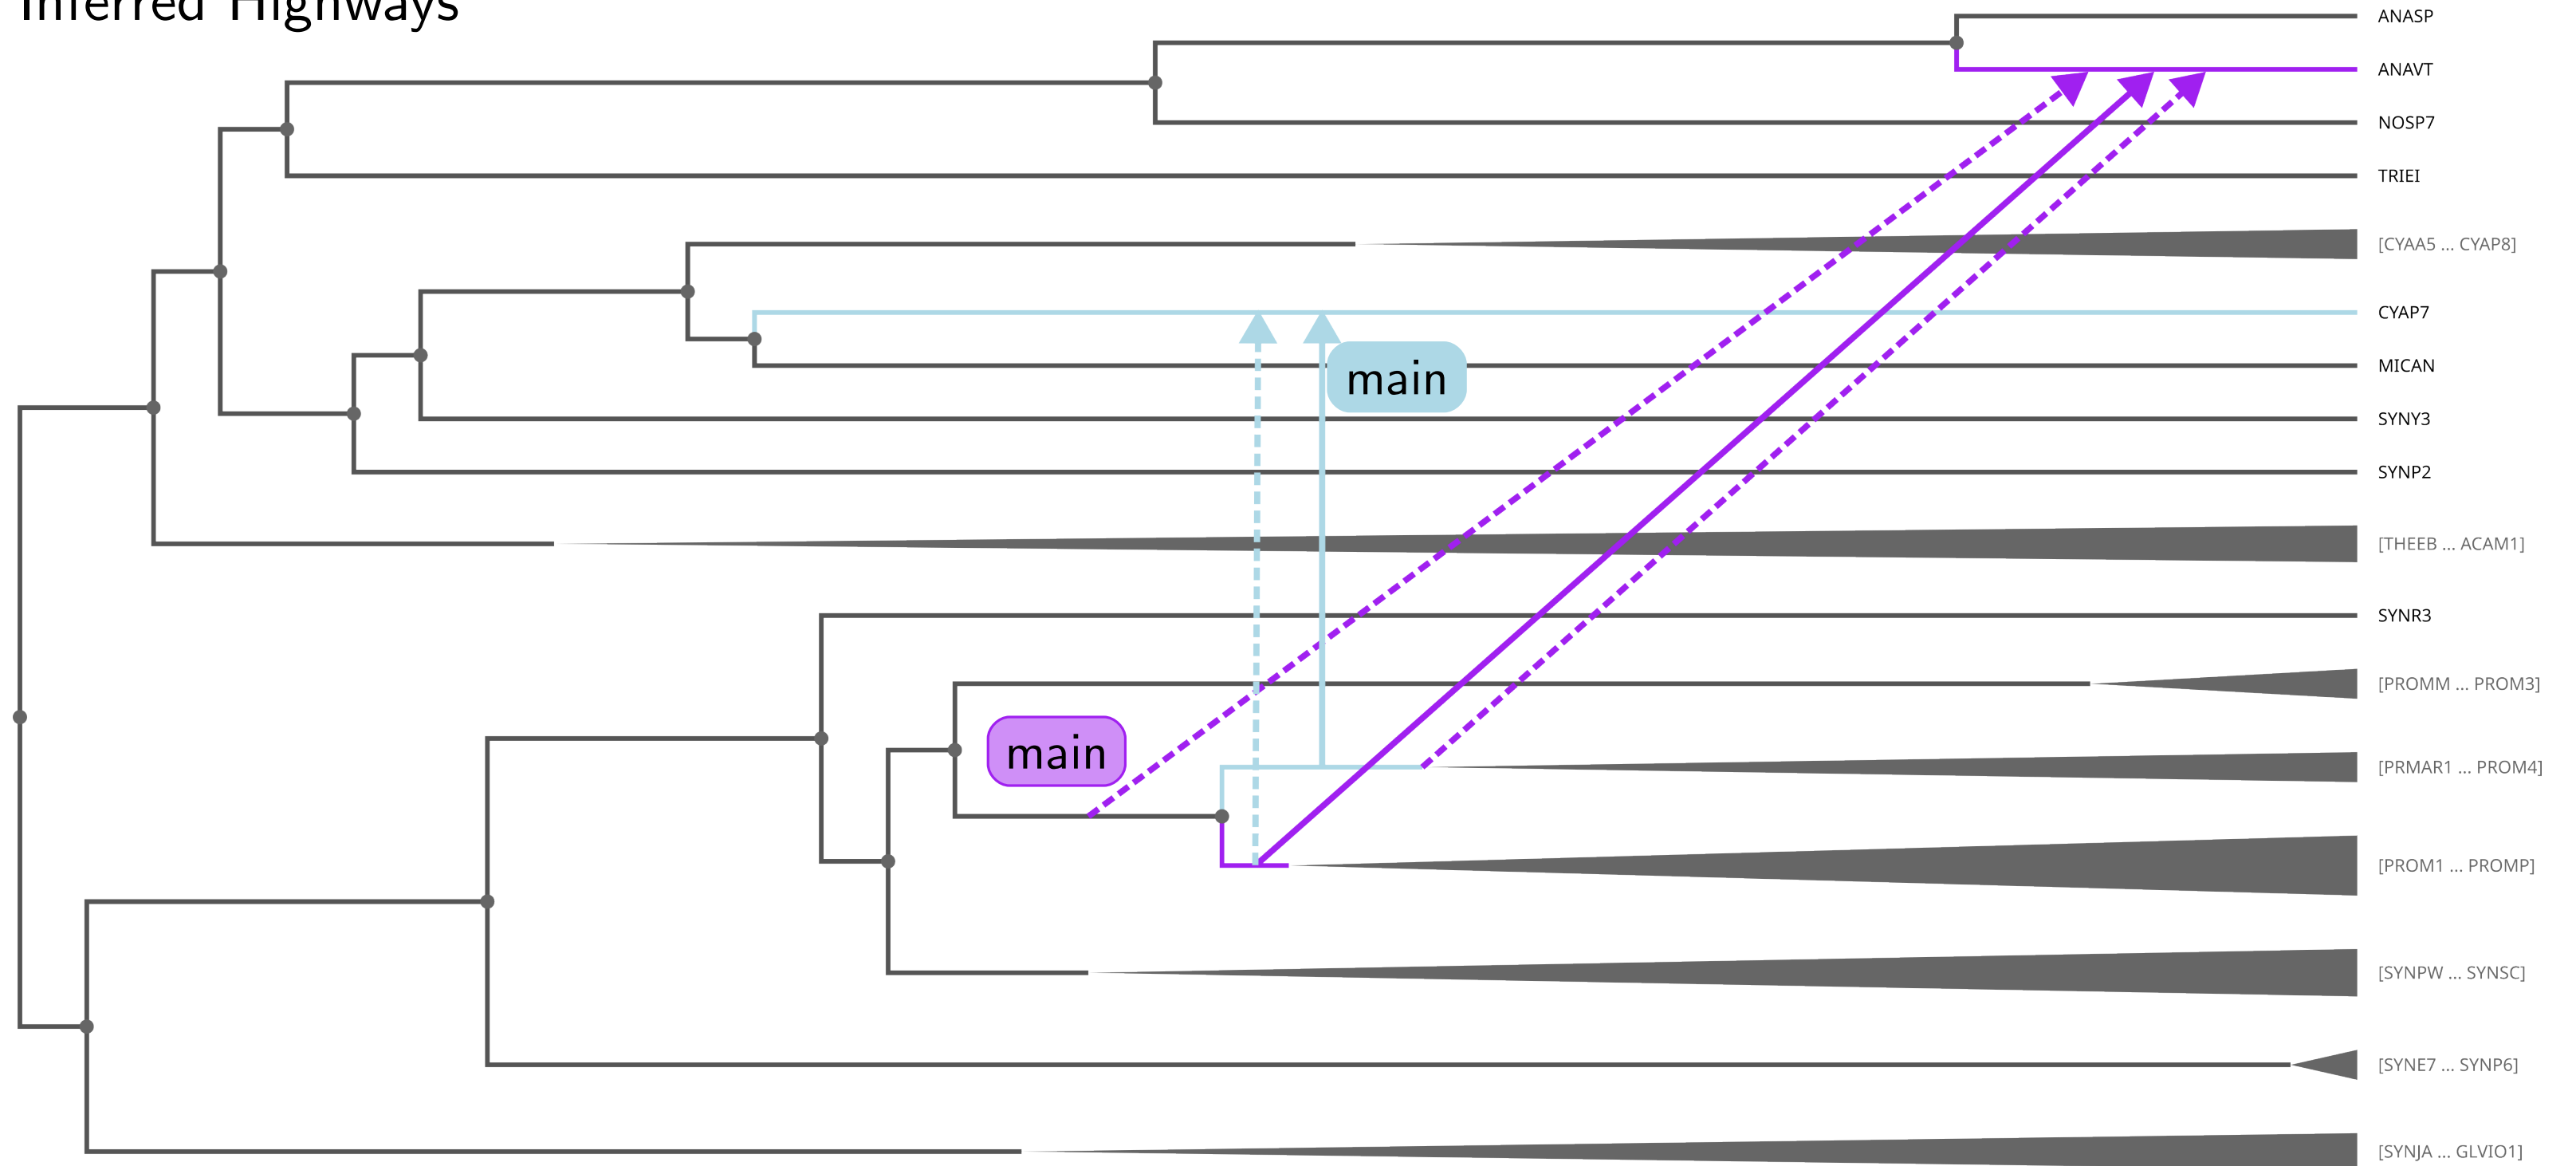 Inferred Highways
ANASP
ANAVT
NOSP7
TRIEI
[CYAA5 ... CYAP8]
CYAP7
MICAN
main
SYNY3
SYNP2
[THEEB ... ACAM1]
SYNR3
[PROMM ... PROM3]
main
[PRMAR1 ... PROM4]
[PROM1 ... PROMP]
[SYNPW ... SYNSC]
[SYNE7 ... SYNP6]
[SYNJA ... GLVIO1]